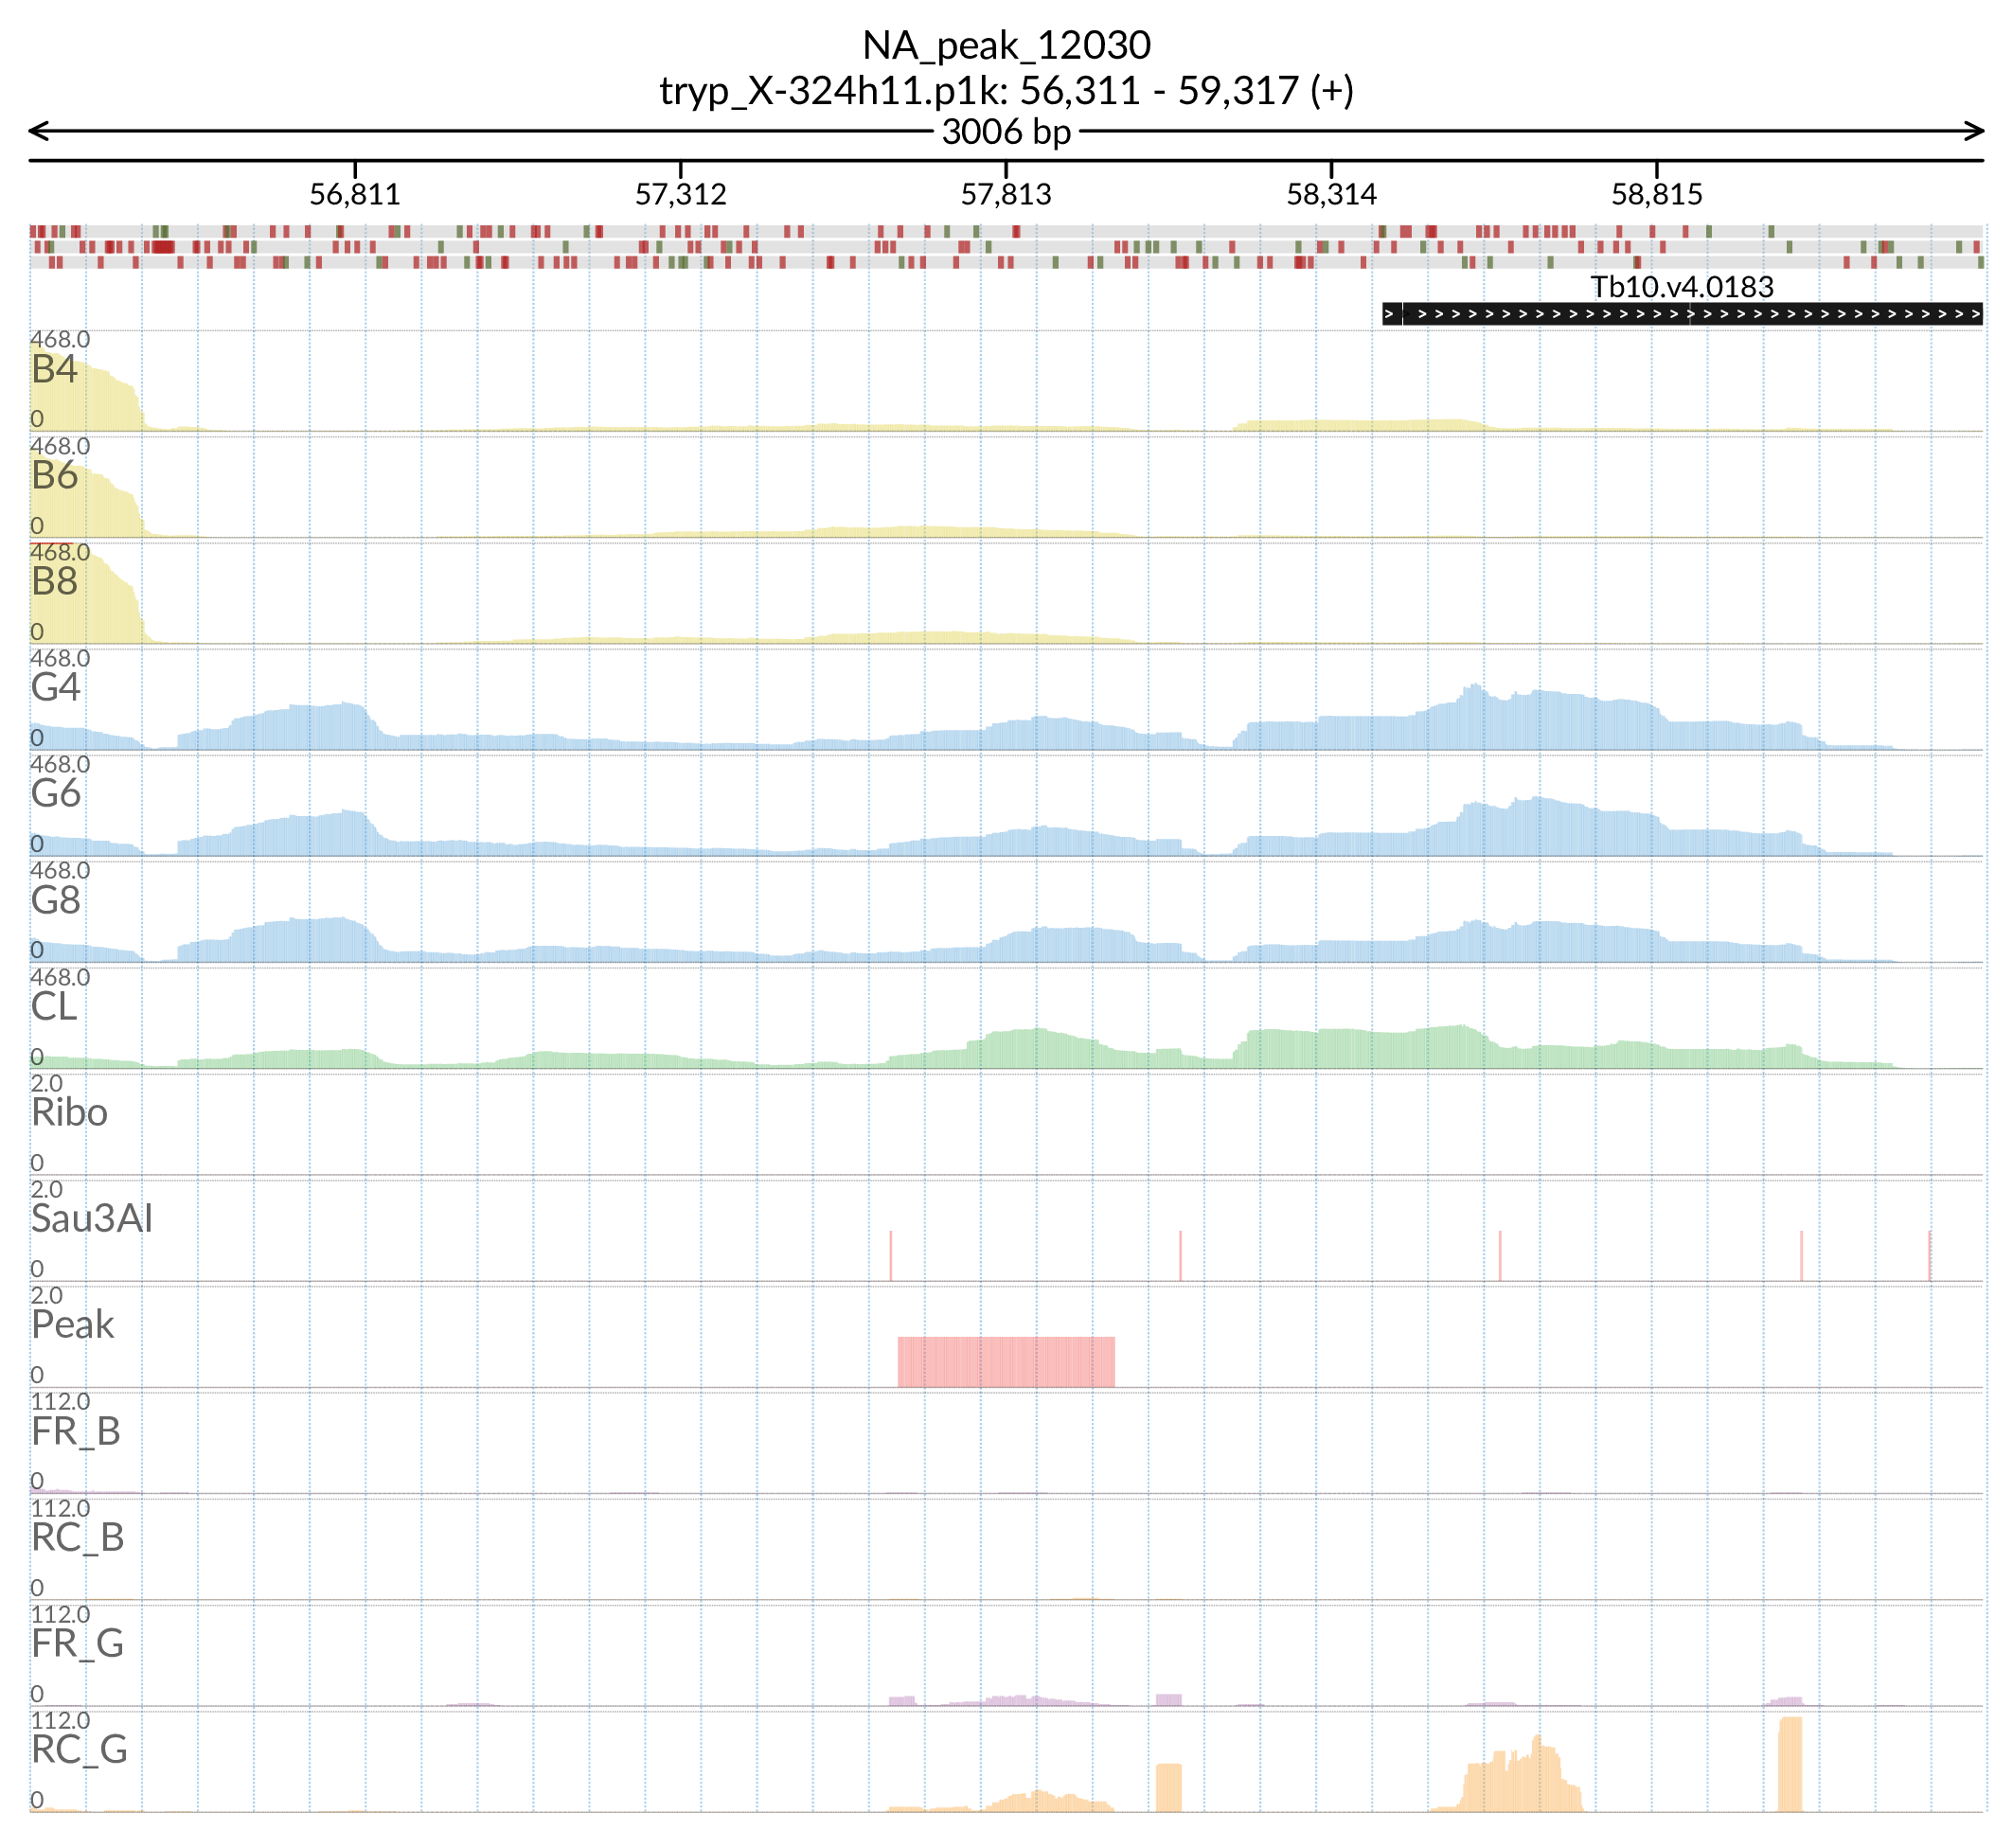 NA_peak_12030
tryp_X-324h11.p1k: 56,311 - 59,317 (+)
3006 bp
56,811 57,312 57,813 58,314 58,815
Tb10.v4.0183
468.0
B4
0
468.0
B6
0
468.0
B8
0
468.0
G4
0
468.0
G6
0
468.0
G8
0
468.0
CL
0
2.0
Ribo
0
2.0
Sau3AI
0
2.0
Peak
0
112.0
FR_B
0
112.0
RC_B
0
112.0
FR_G
0
112.0
RC_G
0